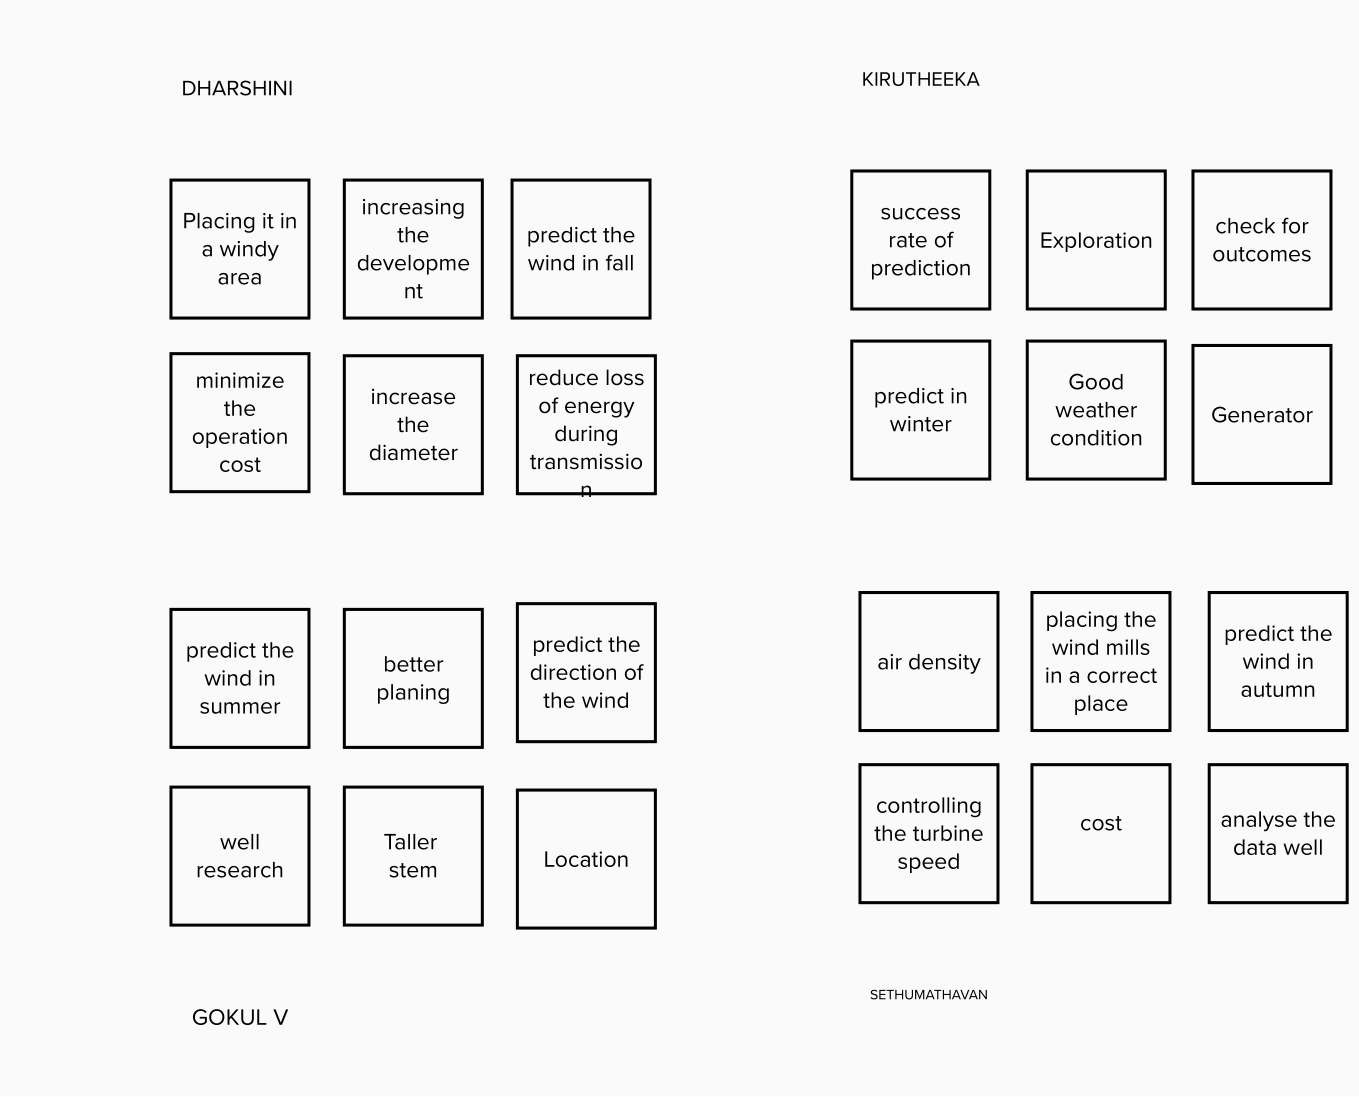 DHARSHINI
Placing it in
a windy
area
increasing
the
developme
nt
predict the
wind in fall
minimize
the
operation
cost
increase
the
diameter
reduce loss
of energy
during
transmissio
n
KIRUTHEEKA
success
rate of
prediction
Exploration
check for
outcomes
predict in
winter
Good
weather
condition
Generator
predict the
wind in
summer
better
planing
predict the
direction of
the wind
well
research
Taller
stem
Location
GOKUL V
air density
placing the
wind mills
in a correct
place
predict the
wind in
autumn
controlling
the turbine
speed
cost
analyse the
data well
SETHUMATHAVAN